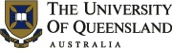 THE UNIVERSITY
OF QUEENSLAND
AUSTRALIA